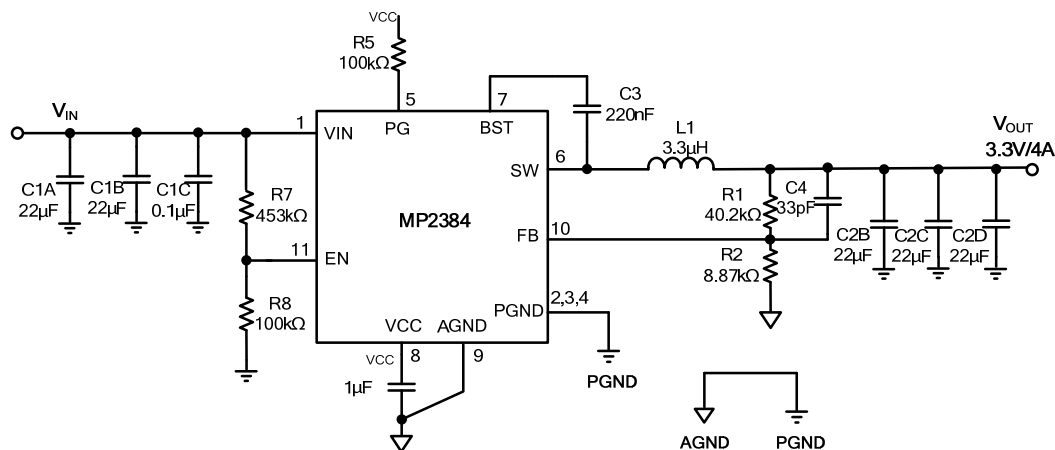 VCC
R5
100kΩ
5
7
C3
220nF
VIN
1
VIN
PG
BST
6
SW
L1
3.3µH
VOUT
3.3V/4A
C1A
22µF
C1B
22µF
C1C
0.1µF
R7
453kΩ
MP2384
R1
40.2kΩ
C4
33pF
FB
10
C2B
22µF
C2C
22µF
C2D
22µF
11
EN
R2
8.87kΩ
R8
100kΩ
PGND
2,3,4
VCC
AGND
VCC
8
9
1µF
PGND
AGND
PGND